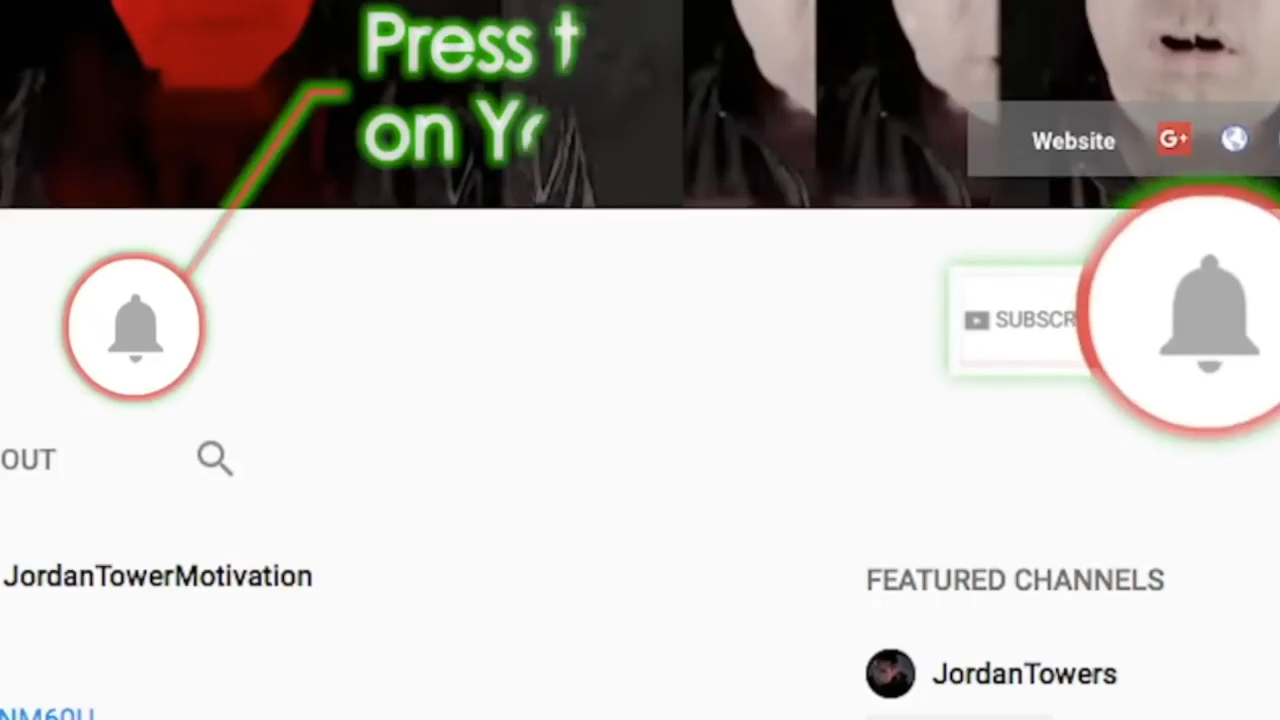 Press t
on Yo
Website
G+
SUBSCR
OUT
JordanTowerMotivation
FEATURED CHANNELS
JordanTowers